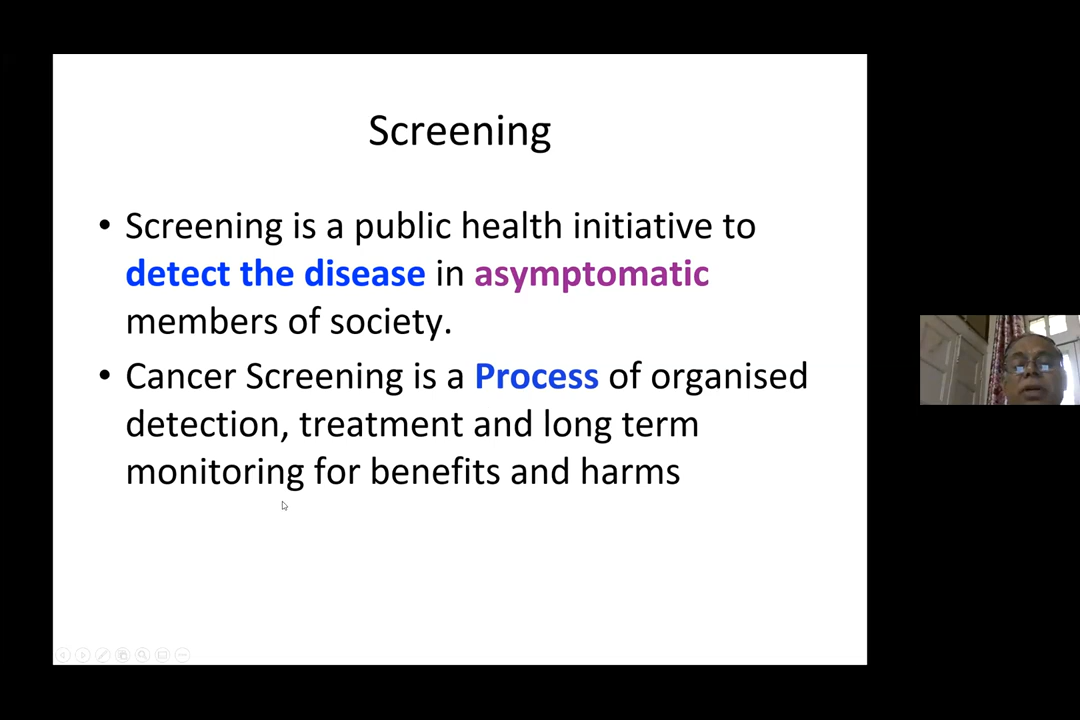 Screening
• Screening is a public health initiative to
detect the disease in asymptomatic
members of society.
• Cancer Screening is a Process of organised
detection, treatment and long term
monitoring for benefits and harms